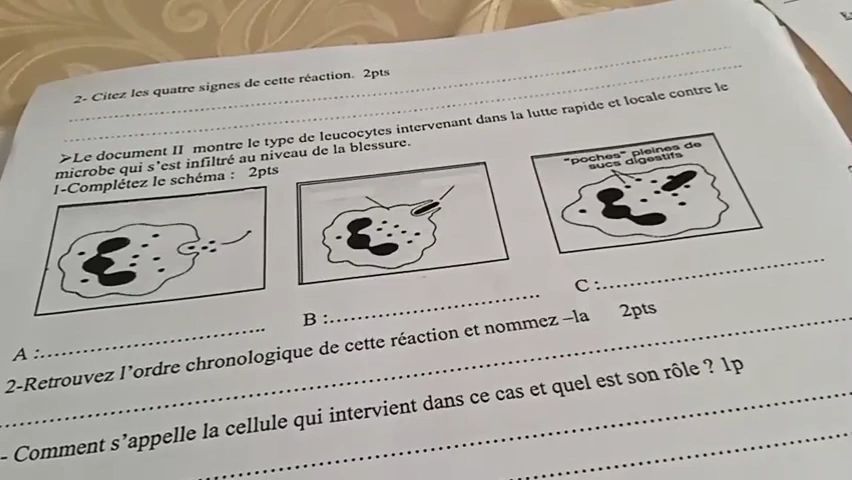 2- Citez les quatre signes de cette réaction. 2pts
➢Le document II montre le type de leucocytes intervenant dans la lutte rapide et locale contre le
microbe qui s'est infiltré au niveau de la blessure.
1-Complétez le schéma : 2pts
"poches" pleines de
sucs digestifs
A :
B :
C :
2-Retrouvez l'ordre chronologique de cette réaction et nommez –la 2pts
- Comment s'appelle la cellule qui intervient dans ce cas et quel est son rôle ? 1p